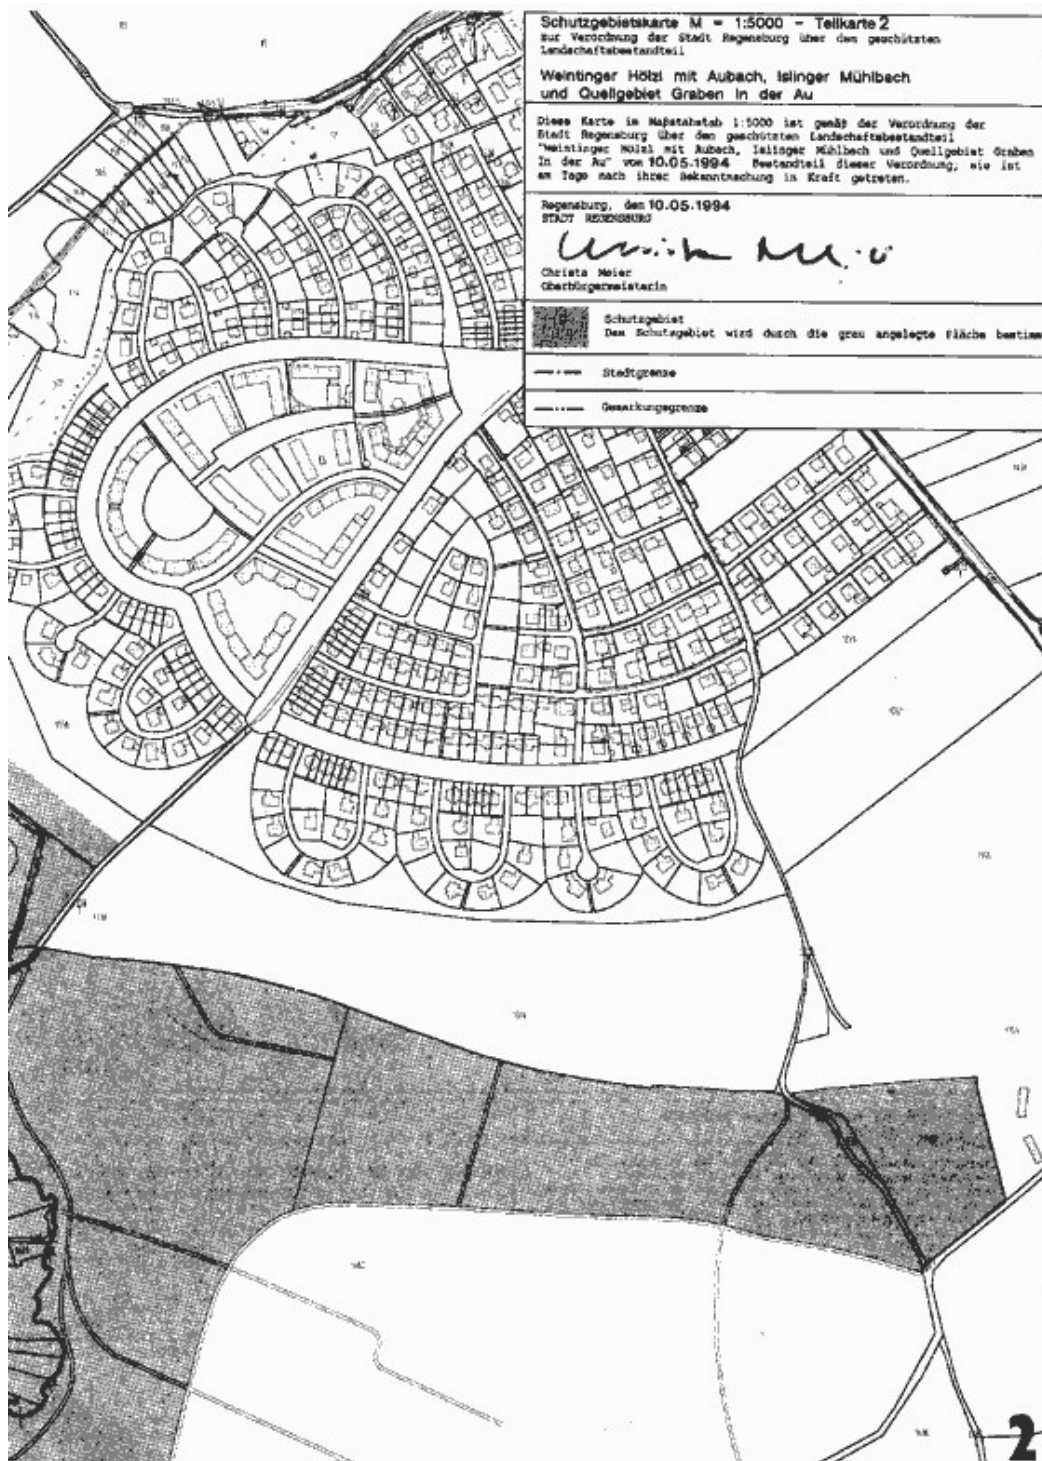 Schutzgebietskarte M = 1:5000 - Teilkarte 2
zur Verordnung der Stadt Regensburg über den geschützten
Landschaftsbestandteil
Weintinger Hölzl mit Aubach, Islinger Mühlbach
und Quellgebiet Graben in der Au
Diese Karte im Maßstabstab 1:5000 ist gemäß der Verordnung der
Stadt Regensburg über den geschützten Landschaftsbestandteil
"Weintinger Hölzl mit Aubach, Islinger Mühlbach und Quellgebiet Graben
in der Au" vom 10.05.1994 Bestandteil dieser Verordnung; sie ist
am Tage nach ihrer Bekanntmachung in Kraft getreten.
Regensburg, den 10.05.1994
STADT REGENSBURG
Christa Meier
Oberbürgermeisterin
Schutzgebiet
Das Schutzgebiet wird durch die grau angelegte Fläche bestimm
Stadtgrenze
Gemarkungsgrenze
2